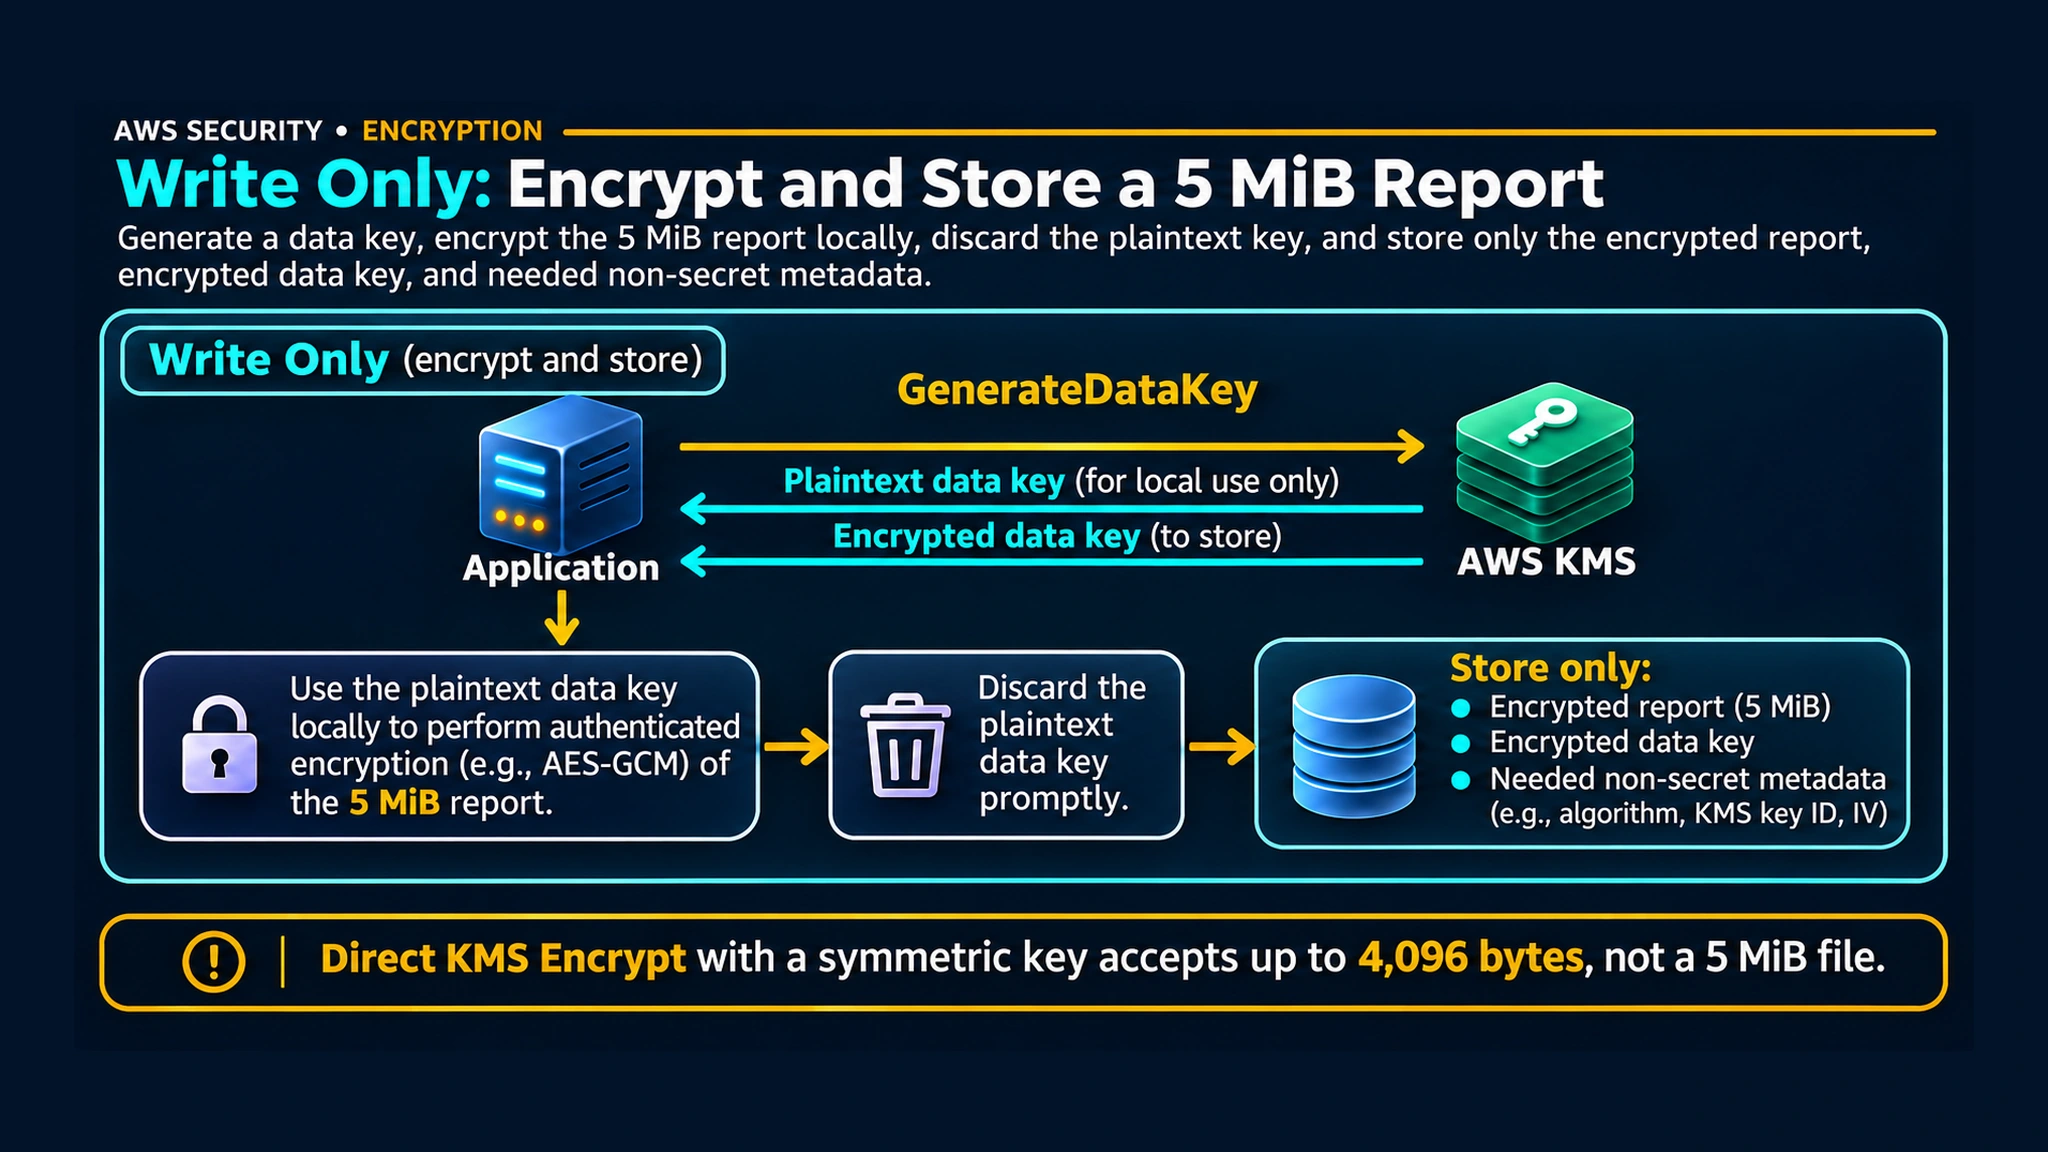 AWS SECURITY • ENCRYPTION
Write Only: Encrypt and Store a 5 MiB Report
Generate a data key, encrypt the 5 MiB report locally, discard the plaintext key, and store only the encrypted report,
encrypted data key, and needed non-secret metadata.
Write Only (encrypt and store)
GenerateDataKey
Plaintext data key (for local use only)
Encrypted data key (to store)
Application
AWS KMS
Use the plaintext data key
locally to perform authenticated
encryption (e.g., AES-GCM) of
the 5 MiB report.
Discard the
plaintext
data key
promptly.
Store only:
● Encrypted report (5 MiB)
● Encrypted data key
● Needed non-secret metadata
(e.g., algorithm, KMS key ID, IV)
Direct KMS Encrypt with a symmetric key accepts up to 4,096 bytes, not a 5 MiB file.